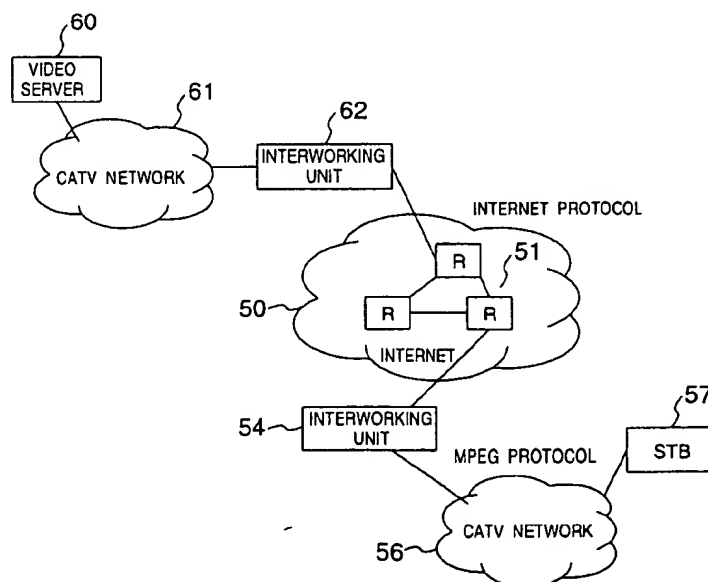 60
VIDEO
SERVER
61
CATV NETWORK
62
INTERWORKING
UNIT
INTERNET PROTOCOL
R
51
R
R
50
INTERNET
54
INTERWORKING
UNIT
57
STB
MPEG PROTOCOL
CATV NETWORK
56